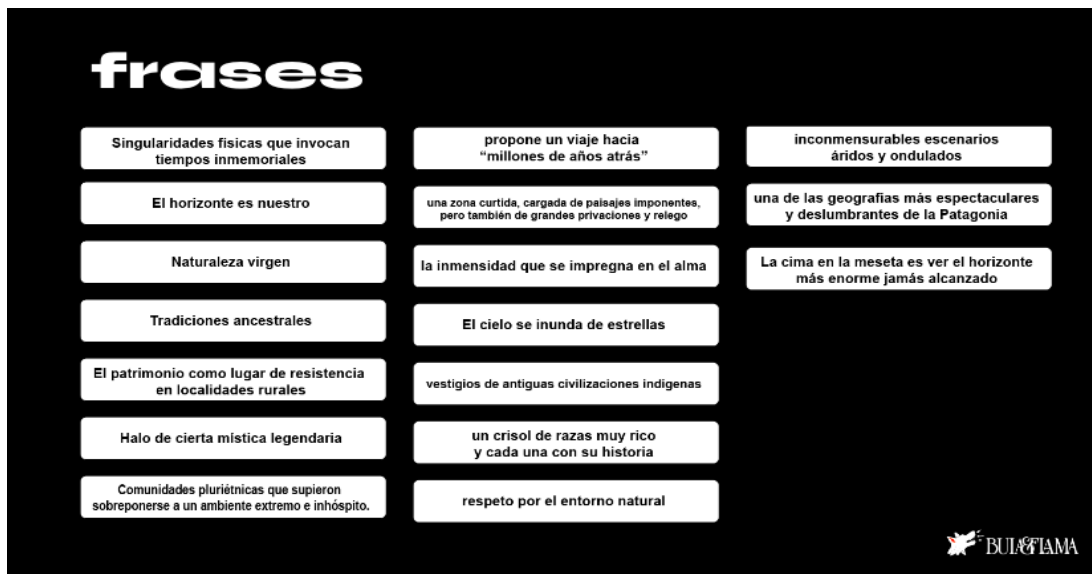 frases
Singularidades físicas que invocan
tiempos inmemoriales
El horizonte es nuestro
Naturaleza virgen
Tradiciones ancestrales
El patrimonio como lugar de resistencia
en localidades rurales
Halo de cierta mística legendaria
Comunidades pluriétnicas que supieron
sobreponerse a un ambiente extremo e inhóspito.
propone un viaje hacia
“millones de años atrás”
una zona curtida, cargada de paisajes imponentes,
pero también de grandes privaciones y relego
la inmensidad que se impregna en el alma
El cielo se inunda de estrellas
vestigios de antiguas civilizaciones indigenas
un crisol de razas muy rico
y cada una con su historia
respeto por el entorno natural
inconmensurables escenarios
áridos y ondulados
una de las geografias más espectaculares
y deslumbrantes de la Patagonia
La cima en la meseta es ver el horizonte
más enorme jamás alcanzado